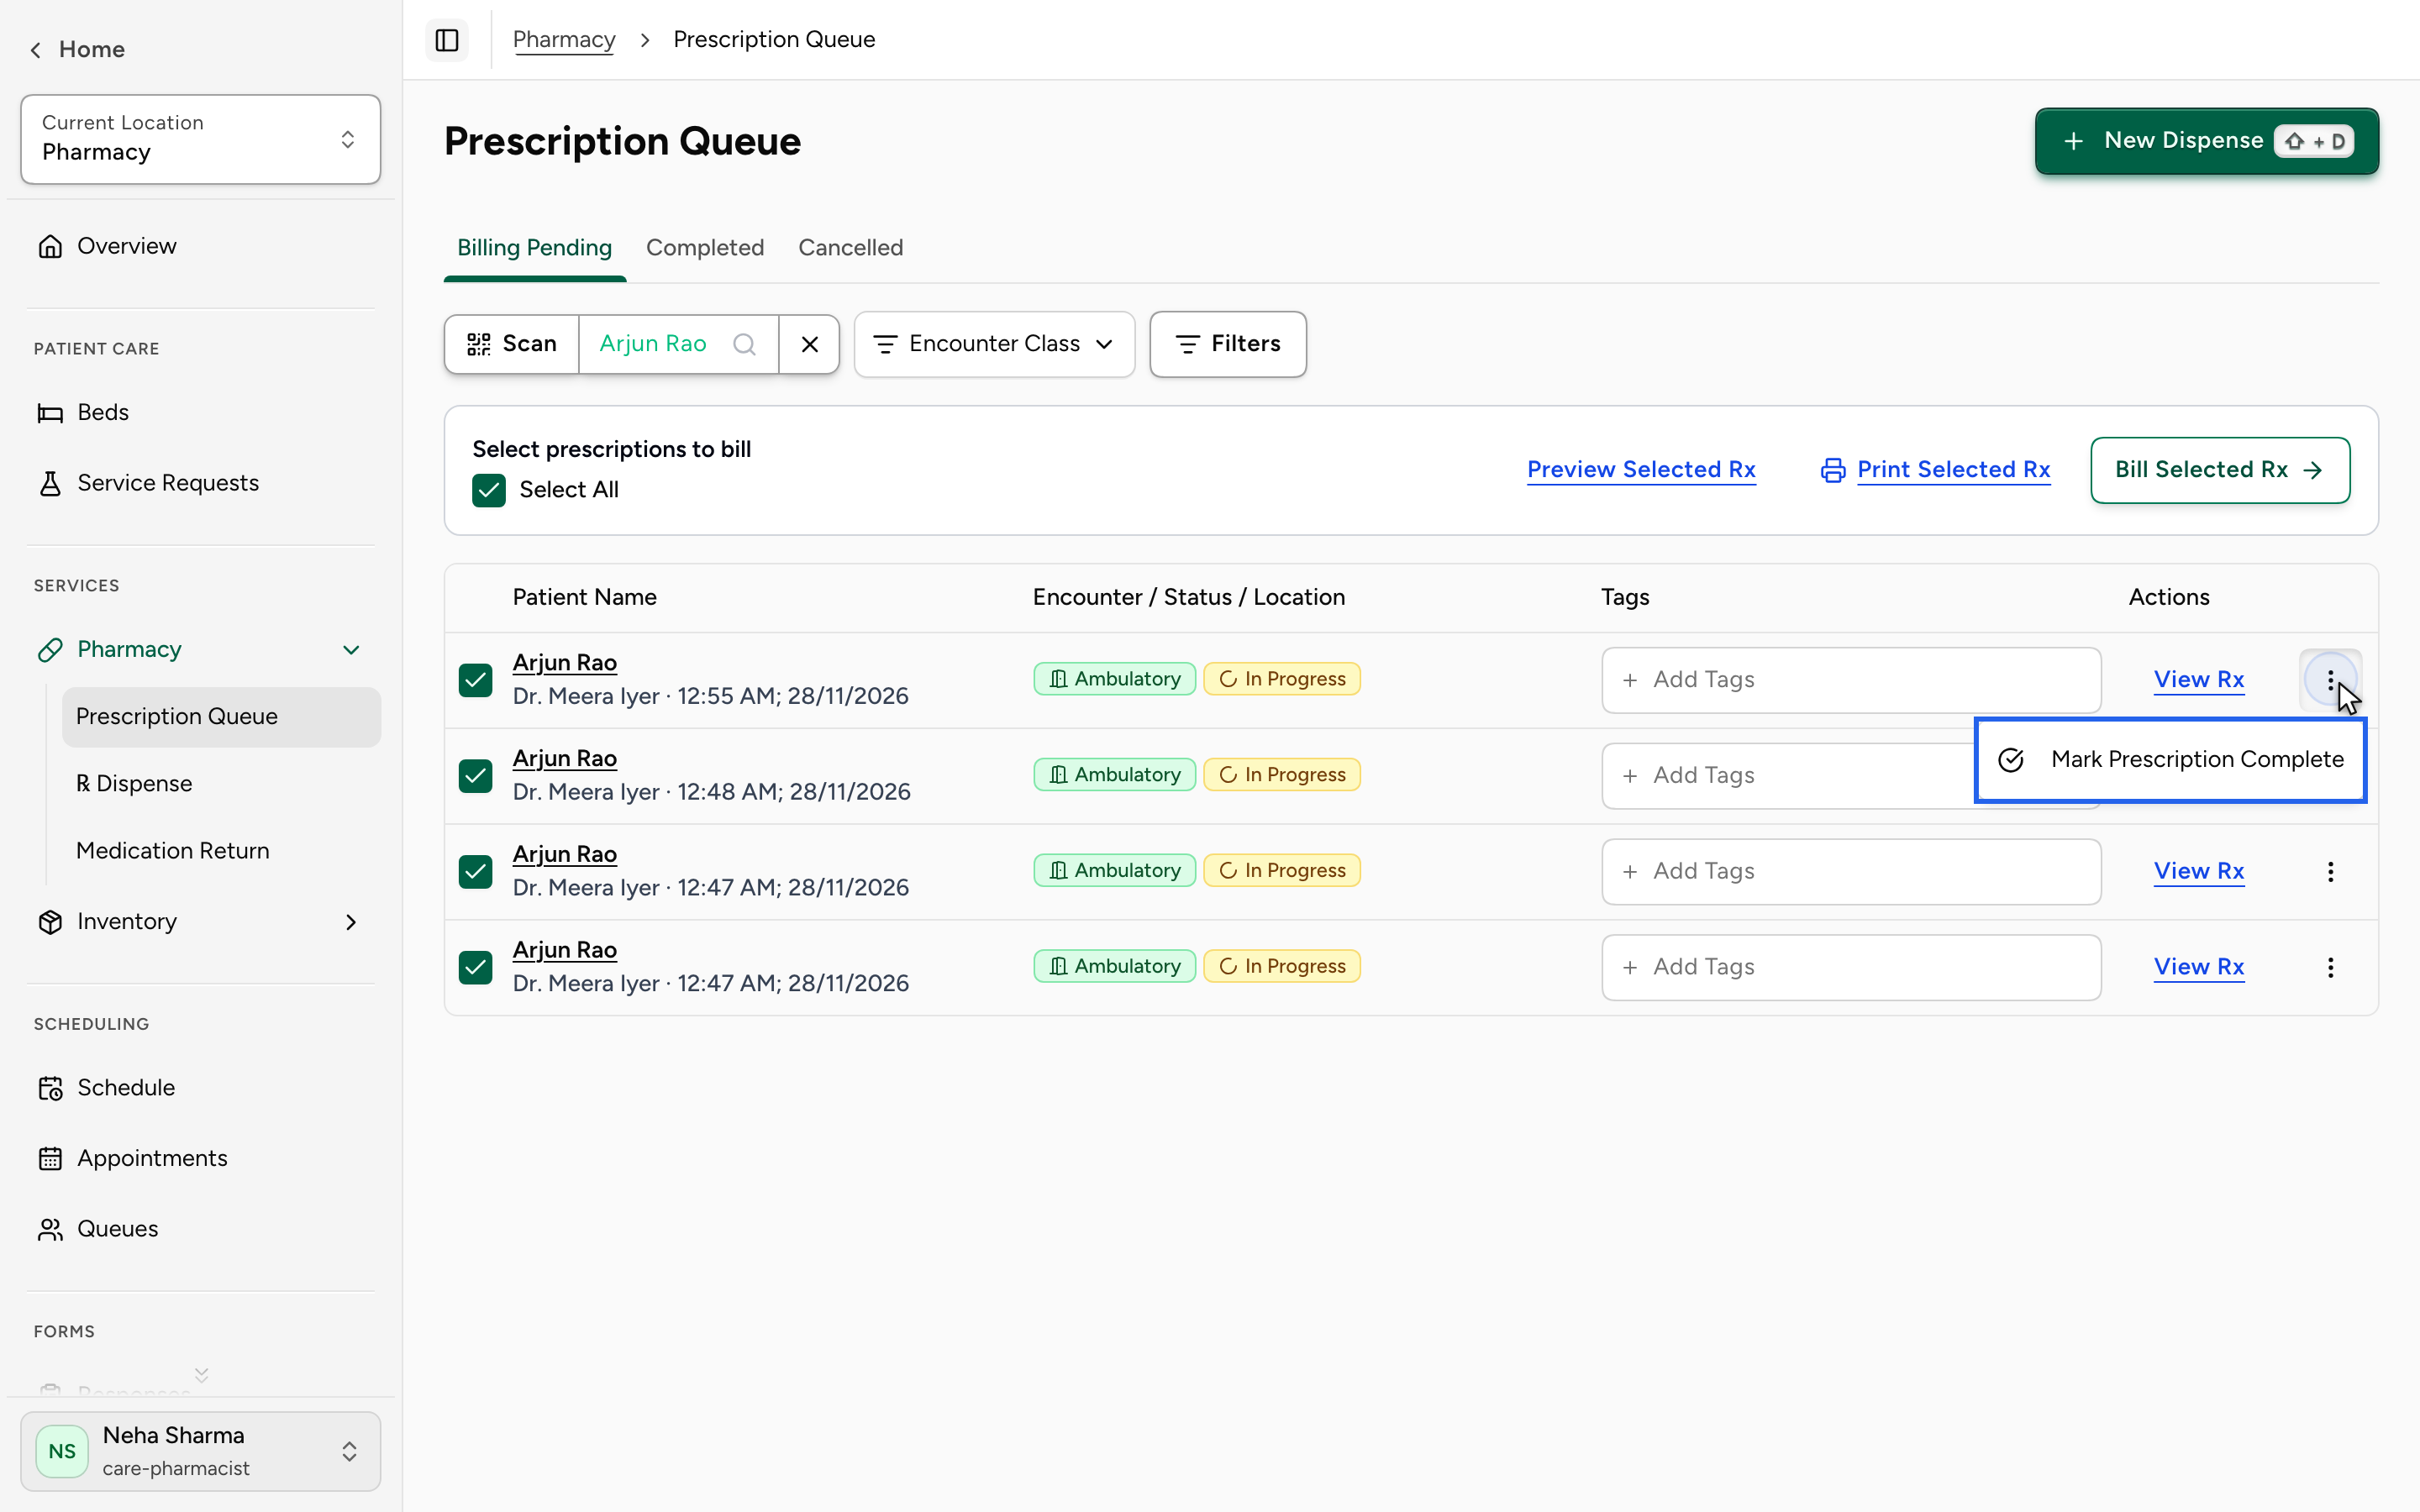 Home
Current Location
Pharmacy
Overview
PATIENT CARE
Beds
Service Requests
SERVICES
Pharmacy
Prescription Queue
℞ Dispense
Medication Return
Inventory
SCHEDULING
Schedule
Appointments
Queues
FORMS
Responses
NS
Neha Sharma
care-pharmacist
Pharmacy > Prescription Queue
Prescription Queue
+ New Dispense ⇧ + D
Billing Pending Completed Cancelled
Scan Arjun Rao Encounter Class Filters
Select prescriptions to bill
Select All
Preview Selected Rx Print Selected Rx Bill Selected Rx →
Patient Name Encounter / Status / Location Tags Actions
Arjun Rao
Dr. Meera Iyer · 12:55 AM; 28/11/2026
Ambulatory In Progress + Add Tags View Rx
Mark Prescription Complete
Arjun Rao
Dr. Meera Iyer · 12:48 AM; 28/11/2026
Ambulatory In Progress + Add Tags
Arjun Rao
Dr. Meera Iyer · 12:47 AM; 28/11/2026
Ambulatory In Progress + Add Tags View Rx
Arjun Rao
Dr. Meera Iyer · 12:47 AM; 28/11/2026
Ambulatory In Progress + Add Tags View Rx